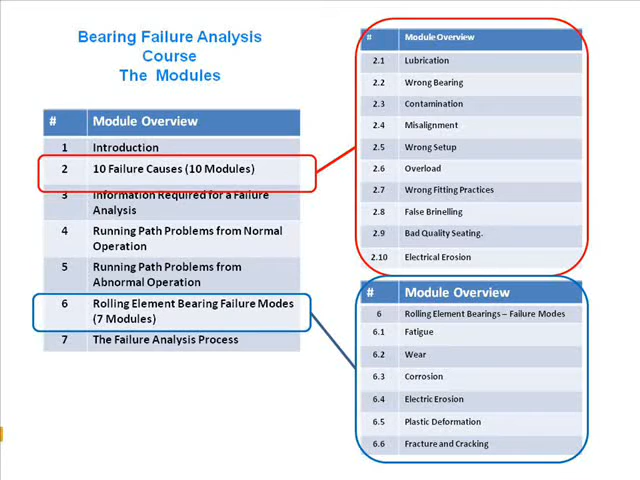 Bearing Failure Analysis
Course
The Modules
# Module Overview
1 Introduction
2 10 Failure Causes (10 Modules)
3 Information Required for a Failure
Analysis
4 Running Path Problems from Normal
Operation
5 Running Path Problems from
Abnormal Operation
6 Rolling Element Bearing Failure Modes
(7 Modules)
7 The Failure Analysis Process
# Module Overview
2.1 Lubrication
2.2 Wrong Bearing
2.3 Contamination
2.4 Misalignment
2.5 Wrong Setup
2.6 Overload
2.7 Wrong Fitting Practices
2.8 False Brinelling
2.9 Bad Quality Seating.
2.10 Electrical Erosion
# Module Overview
6 Rolling Element Bearings – Failure Modes
6.1 Fatigue
6.2 Wear
6.3 Corrosion
6.4 Electric Erosion
6.5 Plastic Deformation
6.6 Fracture and Cracking